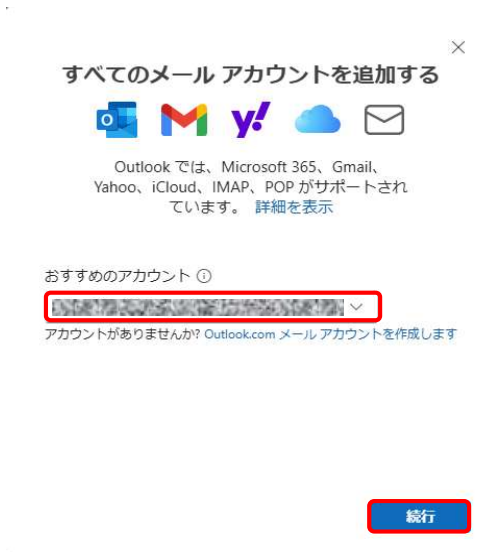 すべてのメール アカウントを追加する
Outlook では、Microsoft 365、Gmail、
Yahoo、iCloud、IMAP、POP がサポートされ
ています。 詳細を表示
おすすめのアカウント
アカウントがありませんか? Outlook.com メール アカウントを作成します
続行